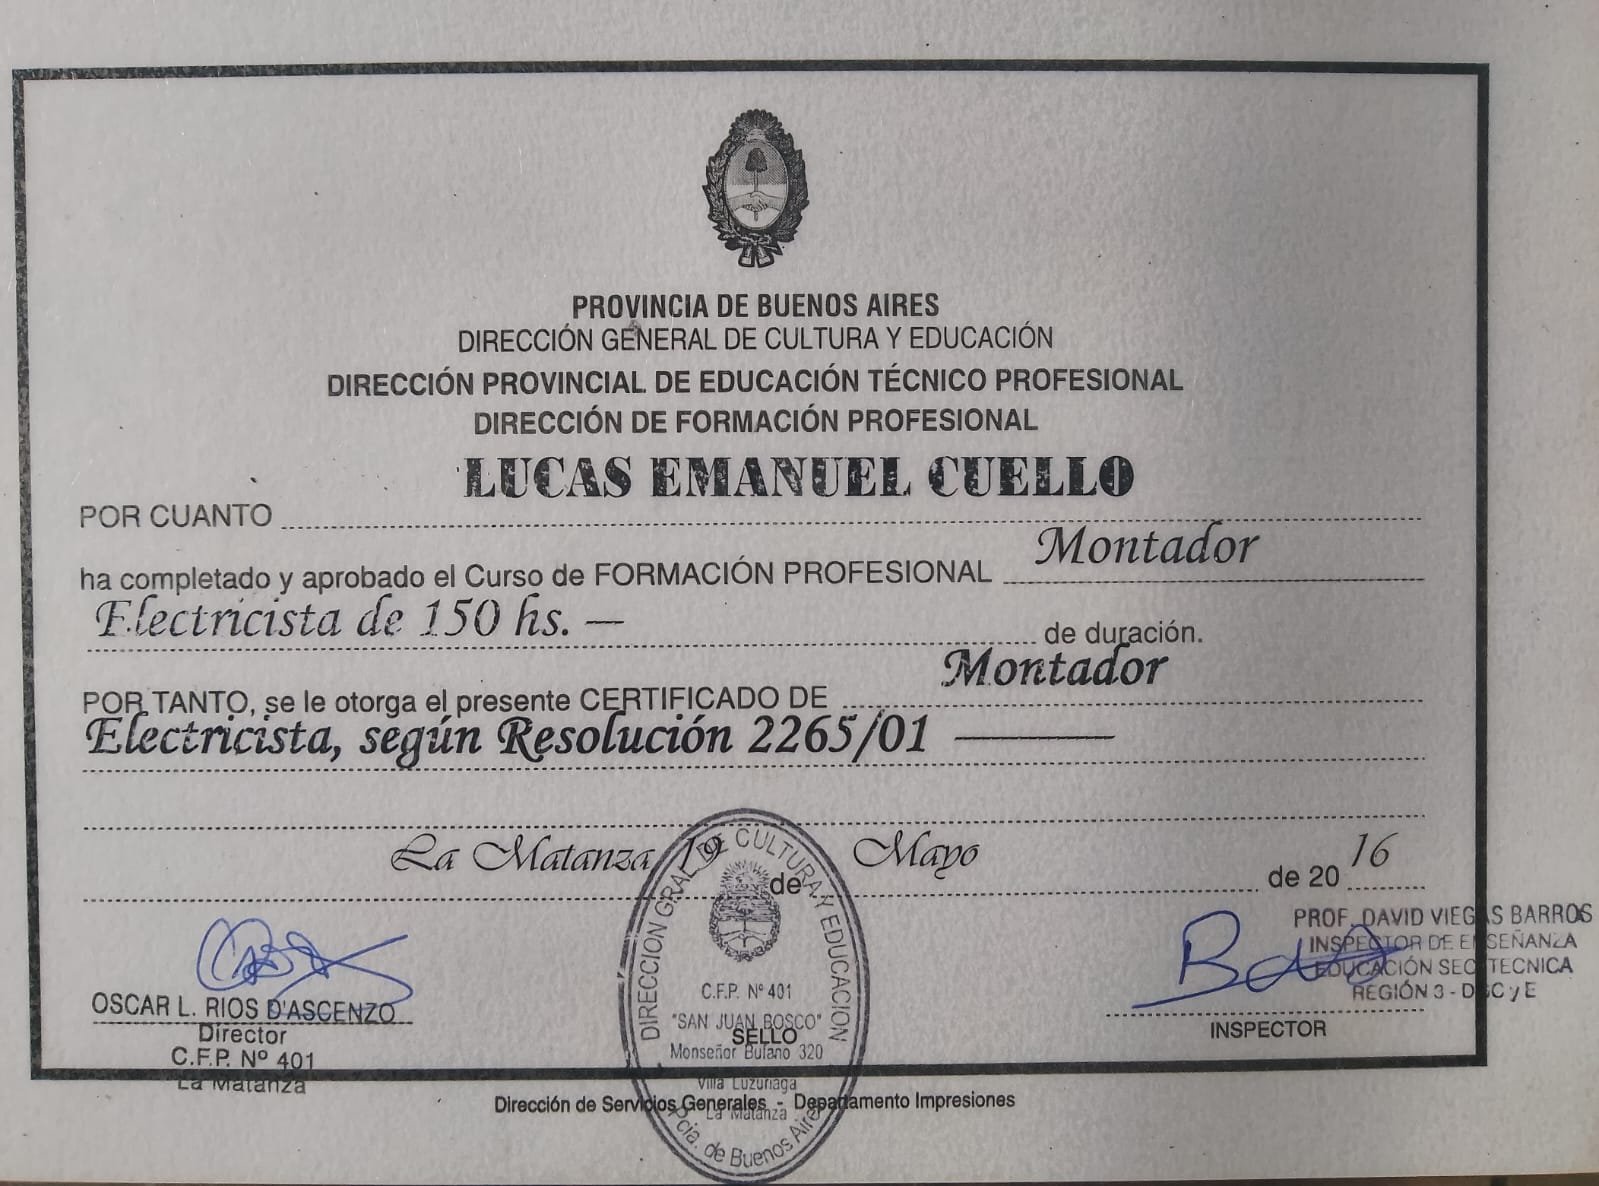 PROVINCIA DE BUENOS AIRES
DIRECCIÓN GENERAL DE CULTURA Y EDUCACIÓN
DIRECCIÓN PROVINCIAL DE EDUCACIÓN TÉCNICO PROFESIONAL
DIRECCIÓN DE FORMACIÓN PROFESIONAL
POR CUANTO LUCAS EMANUEL CUELLO
ha completado y aprobado el Curso de FORMACIÓN PROFESIONAL Montador
Electricista de 150 hs. — de duración.
POR TANTO, se le otorga el presente CERTIFICADO DE Montador
Electricista, según Resolución 2265/01 ———
La Matanza 19 de Mayo de 20 16
OSCAR L. RIOS D'ASCENZO
Director
C.F.P. Nº 401
La Matanza
DIRECCION GRAL. DE CULTURA Y EDUCACION
C.F.P. Nº 401
"SAN JUAN BOSCO"
SELLO
Monseñor Bufano 320
Villa Luzuriaga
La Matanza
Pcia. de Buenos Aires
PROF. DAVID VIEGAS BARROS
INSPECTOR DE ENSEÑANZA
EDUCACIÓN SEC. TECNICA
REGIÓN 3 - DGC y E
INSPECTOR
Dirección de Servicios Generales - Departamento Impresiones